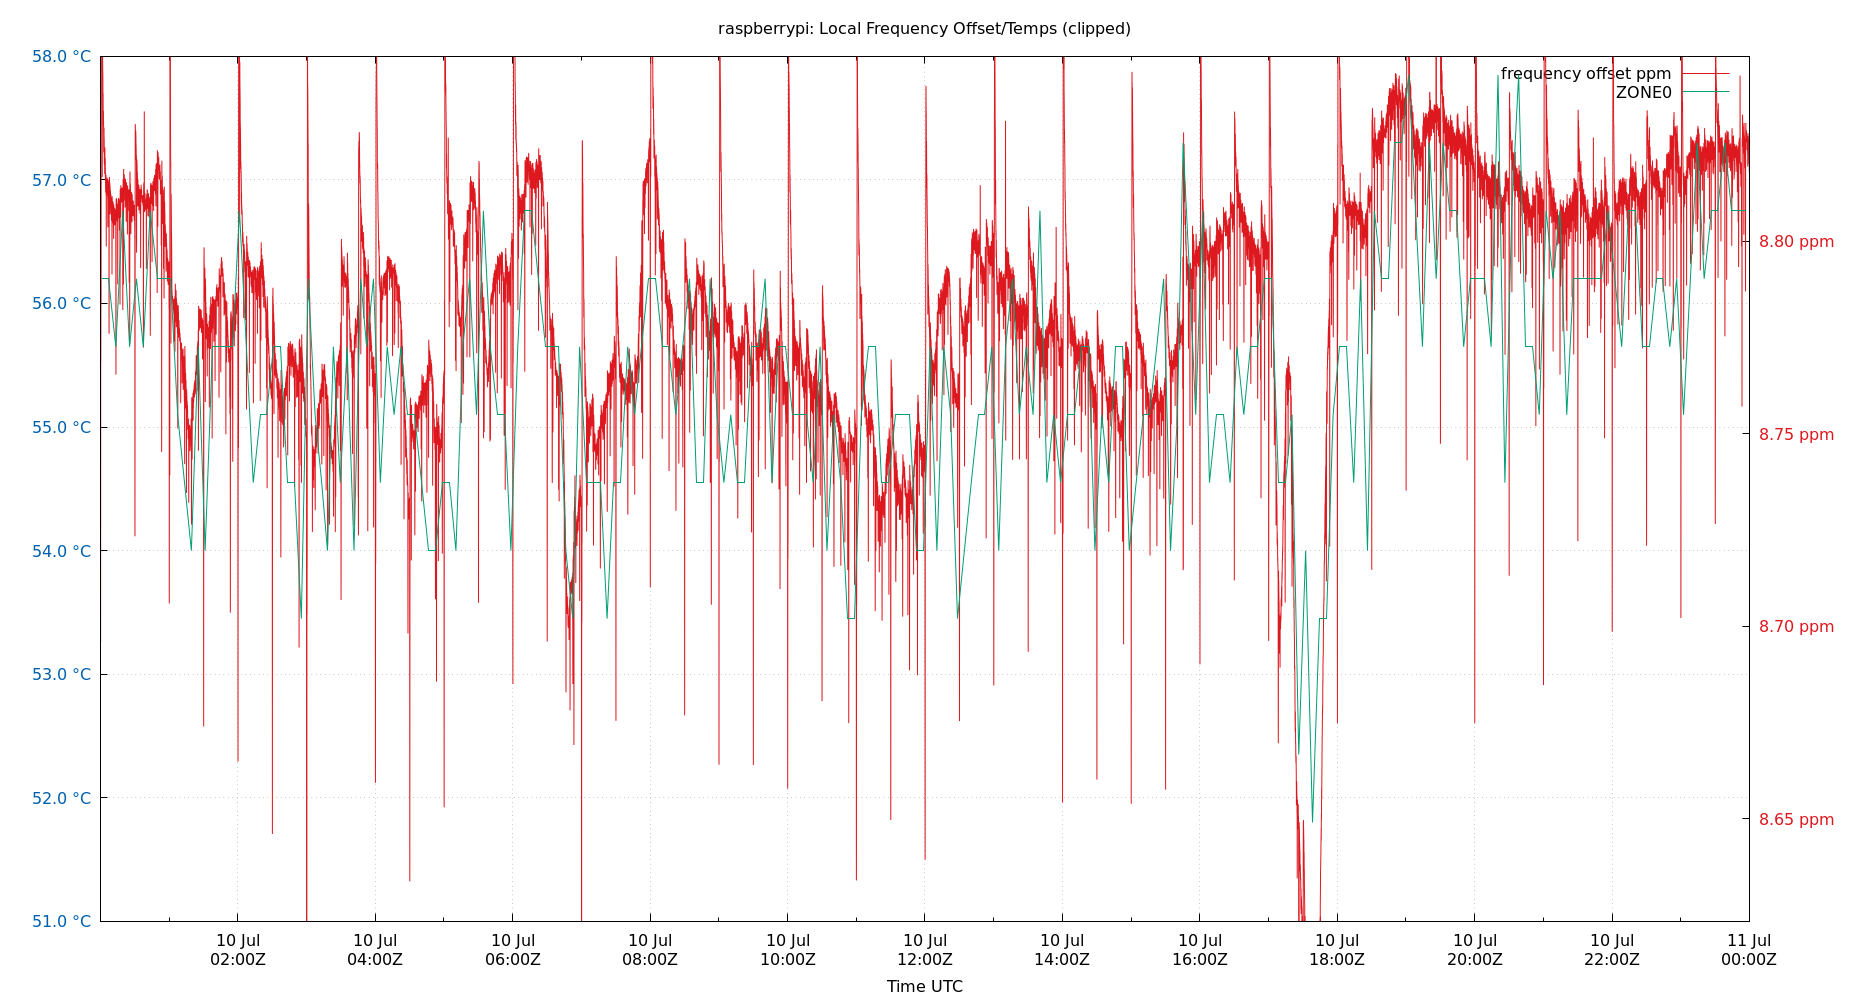 raspberrypi: Local Frequency Offset/Temps (clipped)
58.0 °C
57.0 °C
56.0 °C
55.0 °C
54.0 °C
53.0 °C
52.0 °C
51.0 °C
frequency offset ppm
ZONE0
8.80 ppm
8.75 ppm
8.70 ppm
8.65 ppm
10 Jul 10 Jul 10 Jul 10 Jul 10 Jul 10 Jul 10 Jul 10 Jul 10 Jul 10 Jul 10 Jul 11 Jul
02:00Z 04:00Z 06:00Z 08:00Z 10:00Z 12:00Z 14:00Z 16:00Z 18:00Z 20:00Z 22:00Z 00:00Z
Time UTC